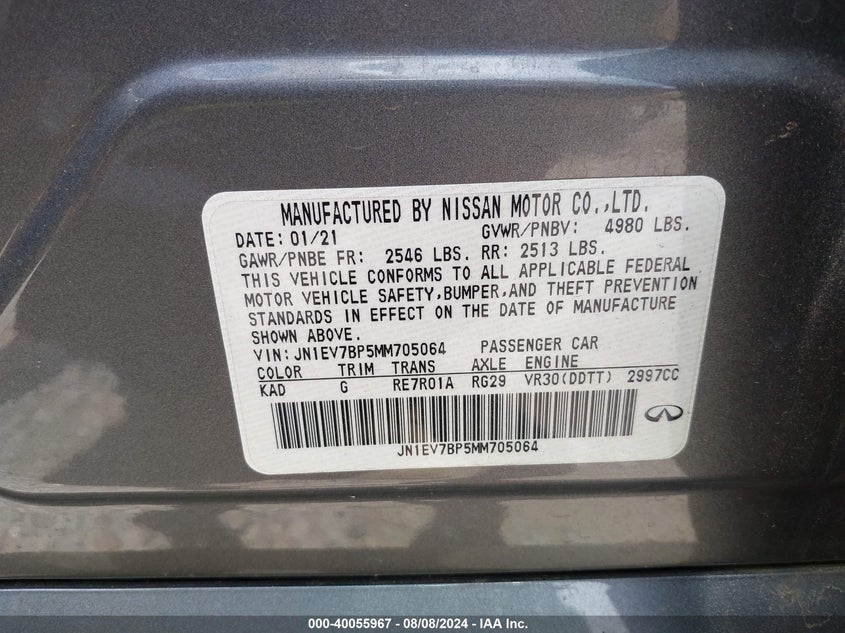 MANUFACTURED BY NISSAN MOTOR CO.,LTD.
DATE: 01/21 GVWR/PNBV: 4980 LBS.
GAWR/PNBE FR: 2546 LBS. RR: 2513 LBS.
THIS VEHICLE CONFORMS TO ALL APPLICABLE FEDERAL
MOTOR VEHICLE SAFETY,BUMPER,AND THEFT PREVENTION
STANDARDS IN EFFECT ON THE DATE OF MANUFACTURE
SHOWN ABOVE.
VIN:JN1EV7BP5MM705064 PASSENGER CAR
COLOR TRIM TRANS AXLE ENGINE
KAD G RE7R01A RG29 VR30(DDTT) 2997CC
JN1EV7BP5MM705064
000-40055967 - 08/08/2024 - IAA Inc.